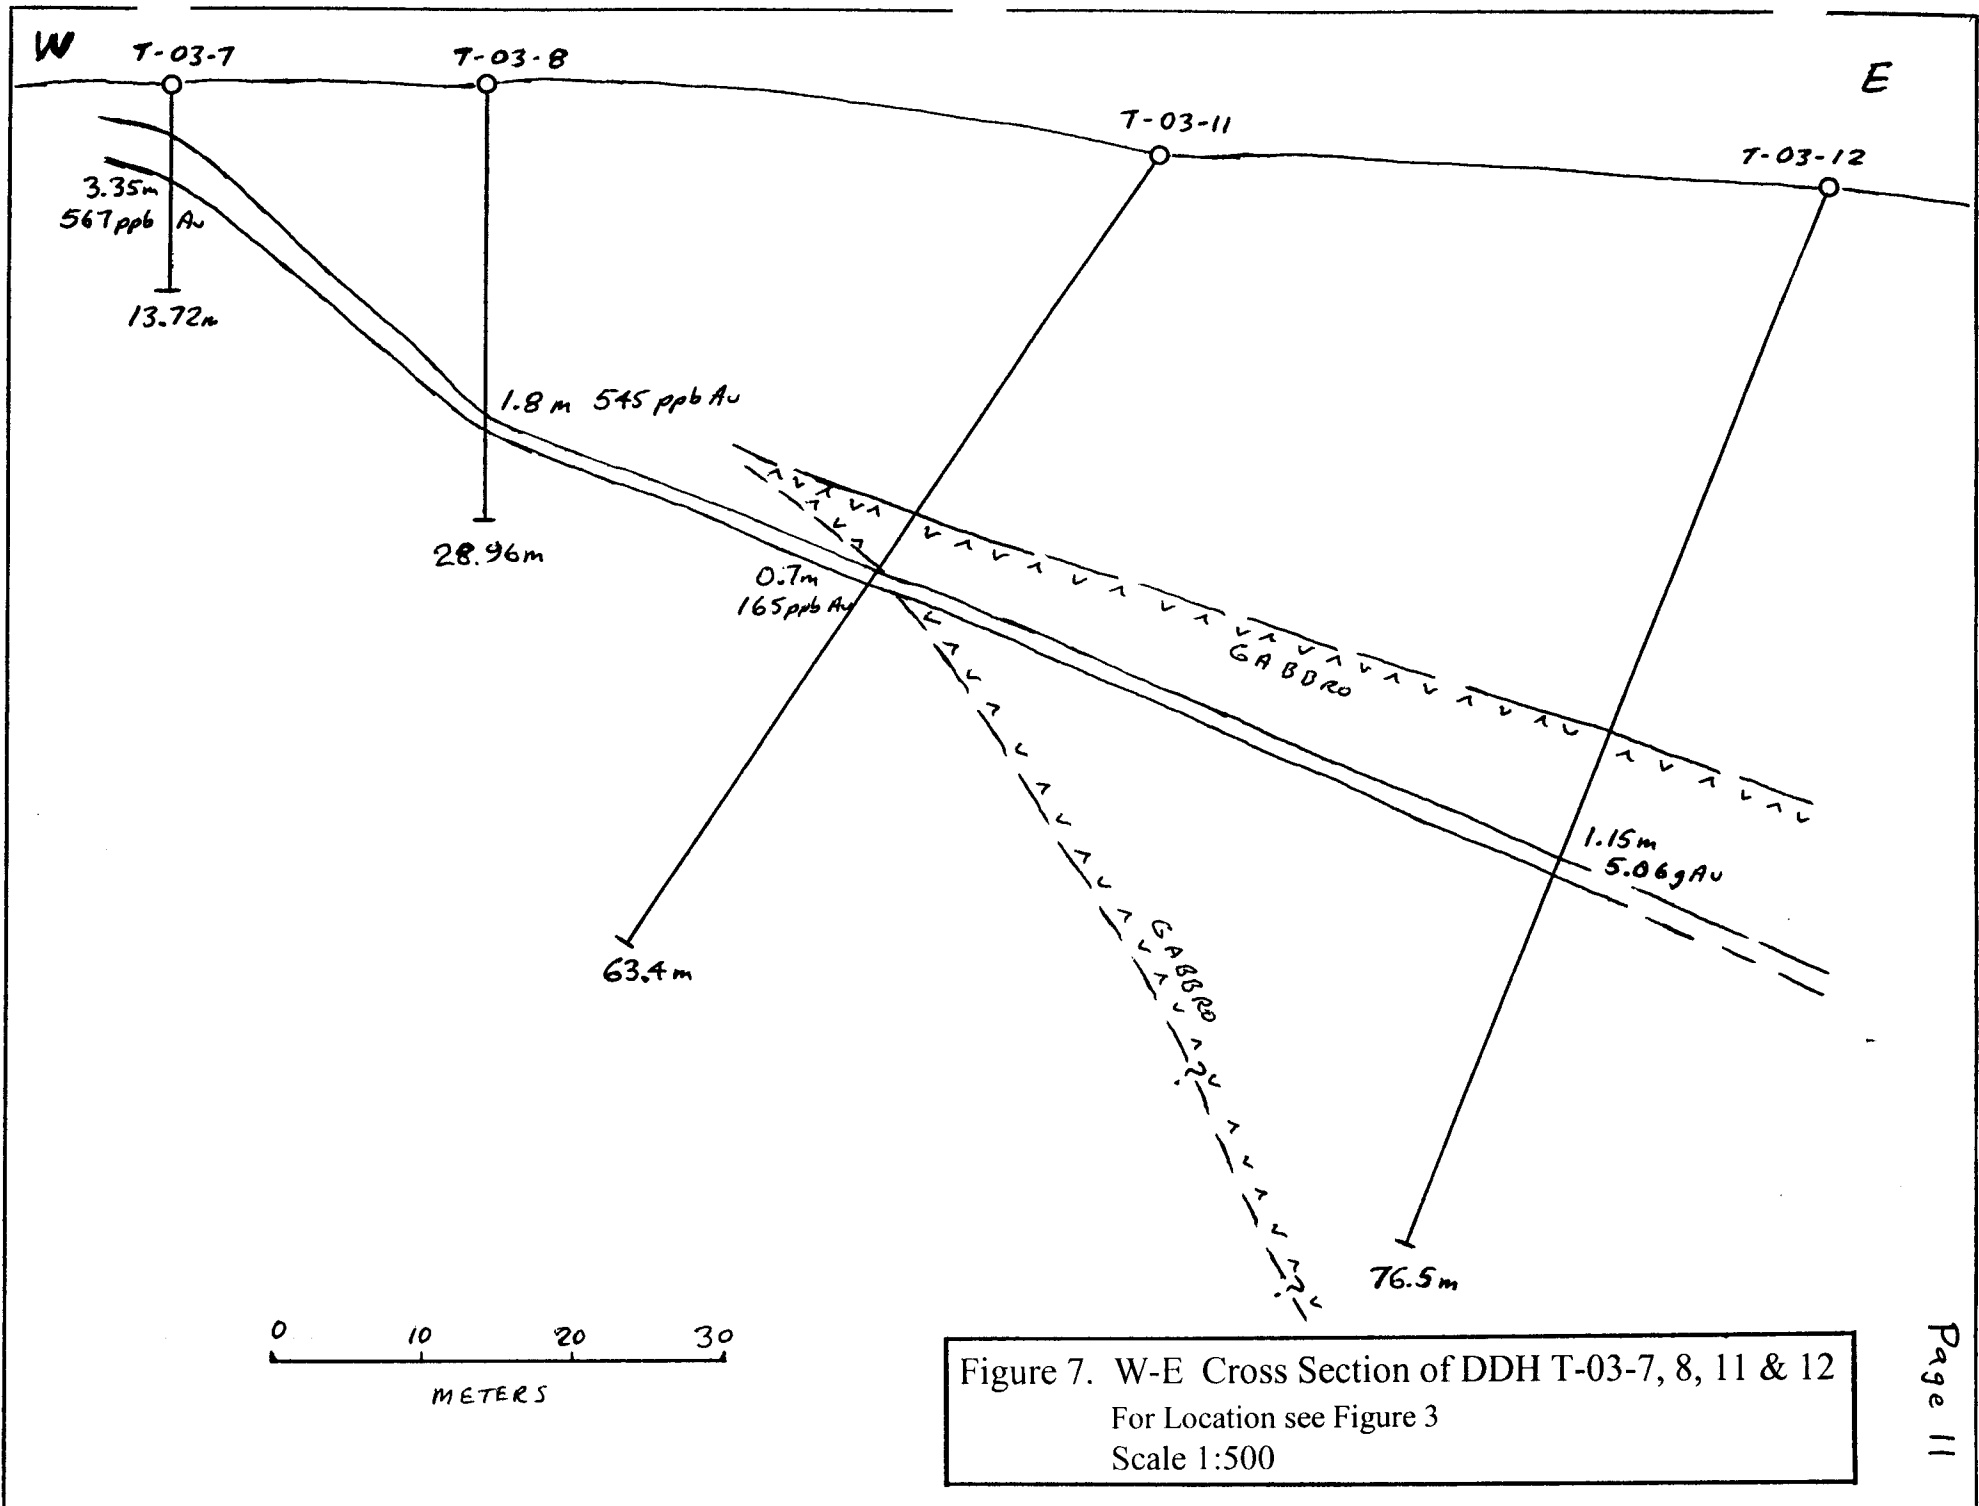 W
T-03-7
T-03-8
E
T-03-11
T-03-12
3.35m
567ppb Au
13.72m
1.8m 545ppb Au
28.96m
0.7m
165ppb Au
GABBRO
1.15m
5.06g Au
63.4m
GABBRO
?
?
76.5m
0 10 20 30
METERS
Figure 7. W-E Cross Section of DDH T-03-7, 8, 11 & 12
For Location see Figure 3
Scale 1:500
Page 11